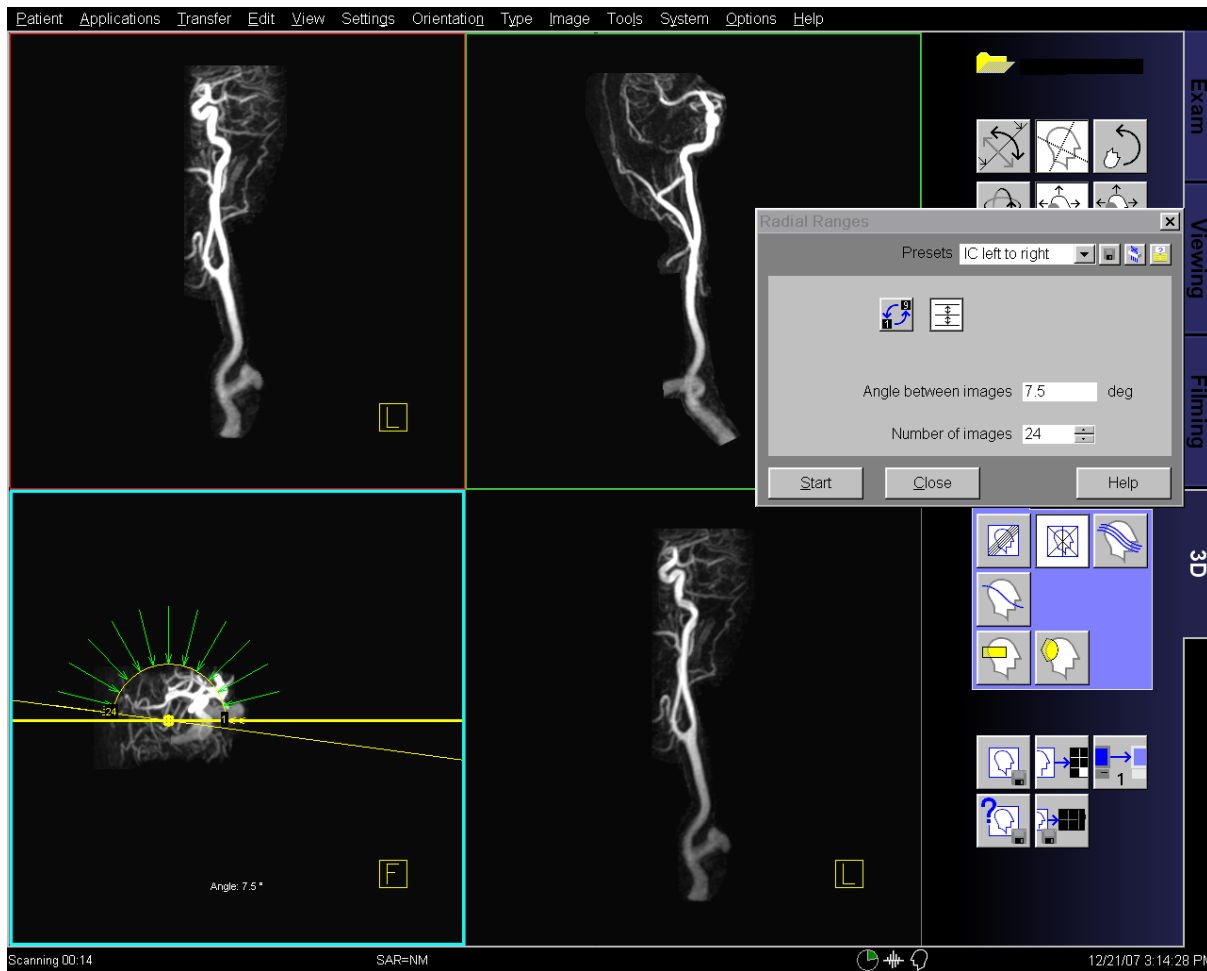 Patient Applications Transfer Edit View Settings Orientation Type Image Tools System Options Help
Exam
Viewing
Filming
3D
Radial Ranges
Presets IC left to right
1 9
Angle between images 7.5 deg
Number of images 24
Start Close Help
L
24 1
Angle: 7.5 °
F
L
1
?
Scanning 00:14 SAR=NM 12/21/07 3:14:28 PM